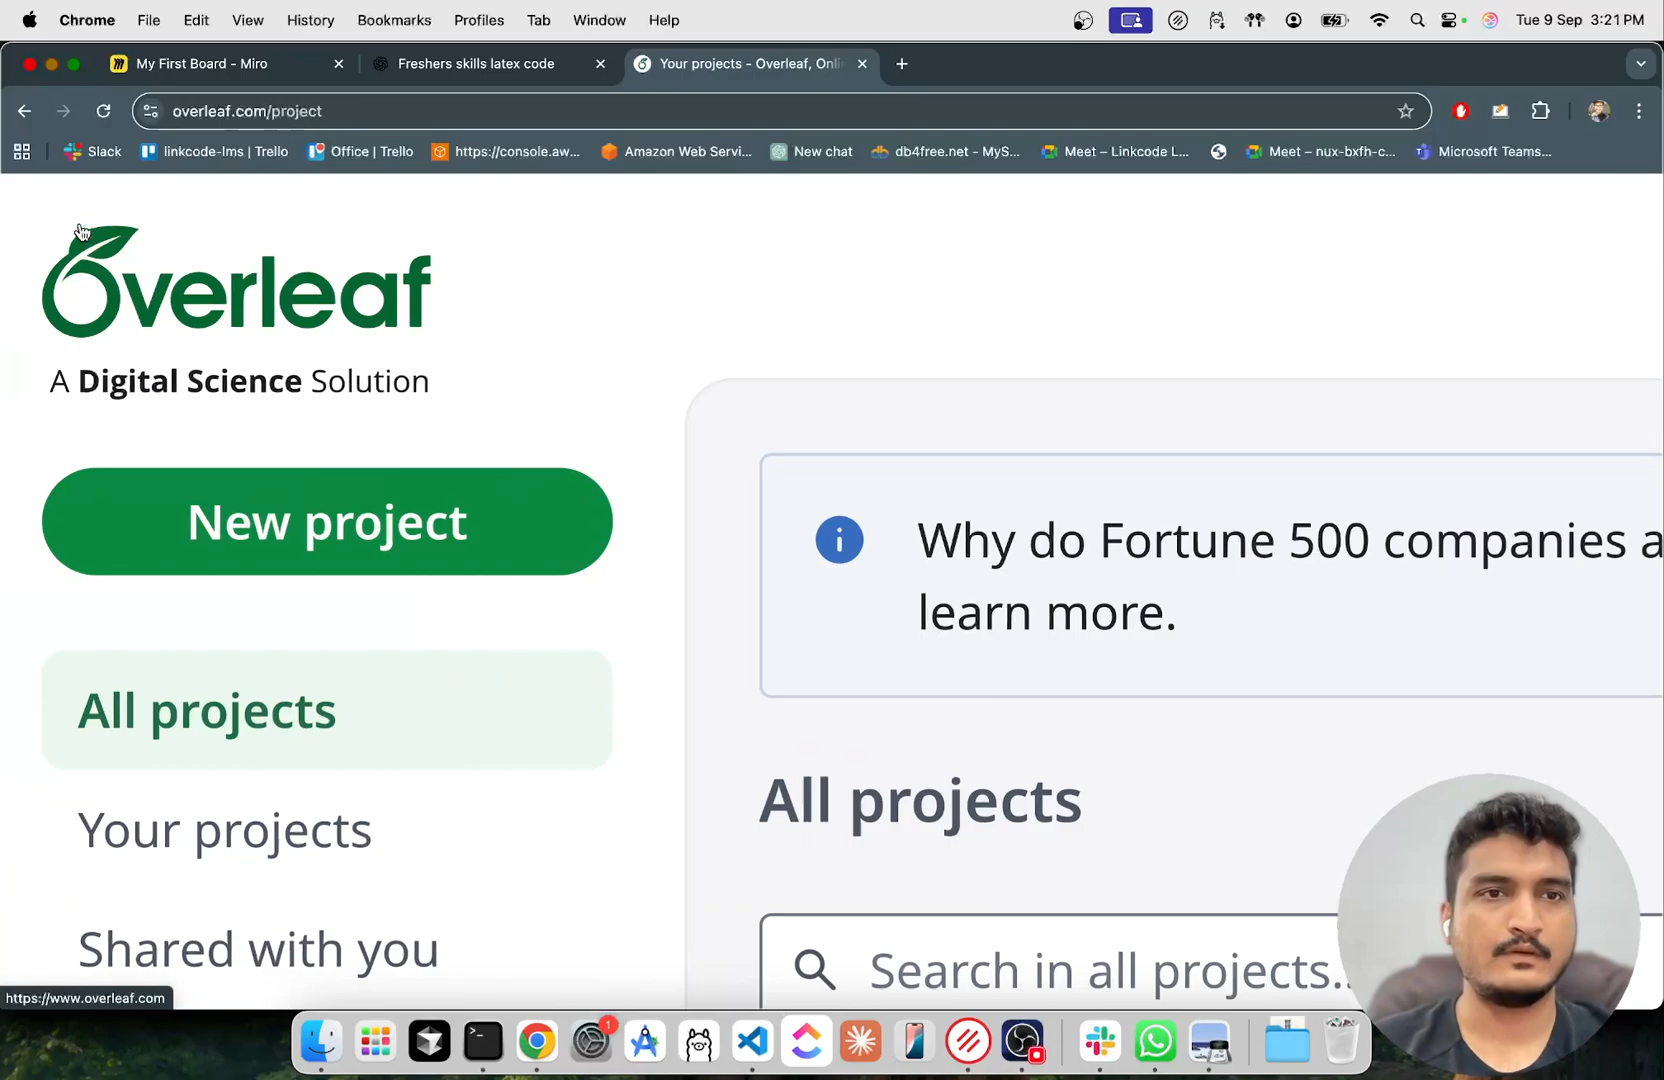 Chrome File Edit View History Bookmarks Profiles Tab Window Help Tue 9 Sep 3:21 PM
My First Board - Miro Freshers skills latex code Your projects - Overleaf, Onli
overleaf.com/project
Slack linkcode-lms | Trello Office | Trello https://console.aw... Amazon Web Servi... New chat db4free.net - MyS... Meet – Linkcode L... Meet – nux-bxfh-c... Microsoft Teams...
Overleaf
A Digital Science Solution
New project
Why do Fortune 500 companies a
learn more.
All projects
Your projects
Shared with you
All projects
Search in all projects..
https://www.overleaf.com
1